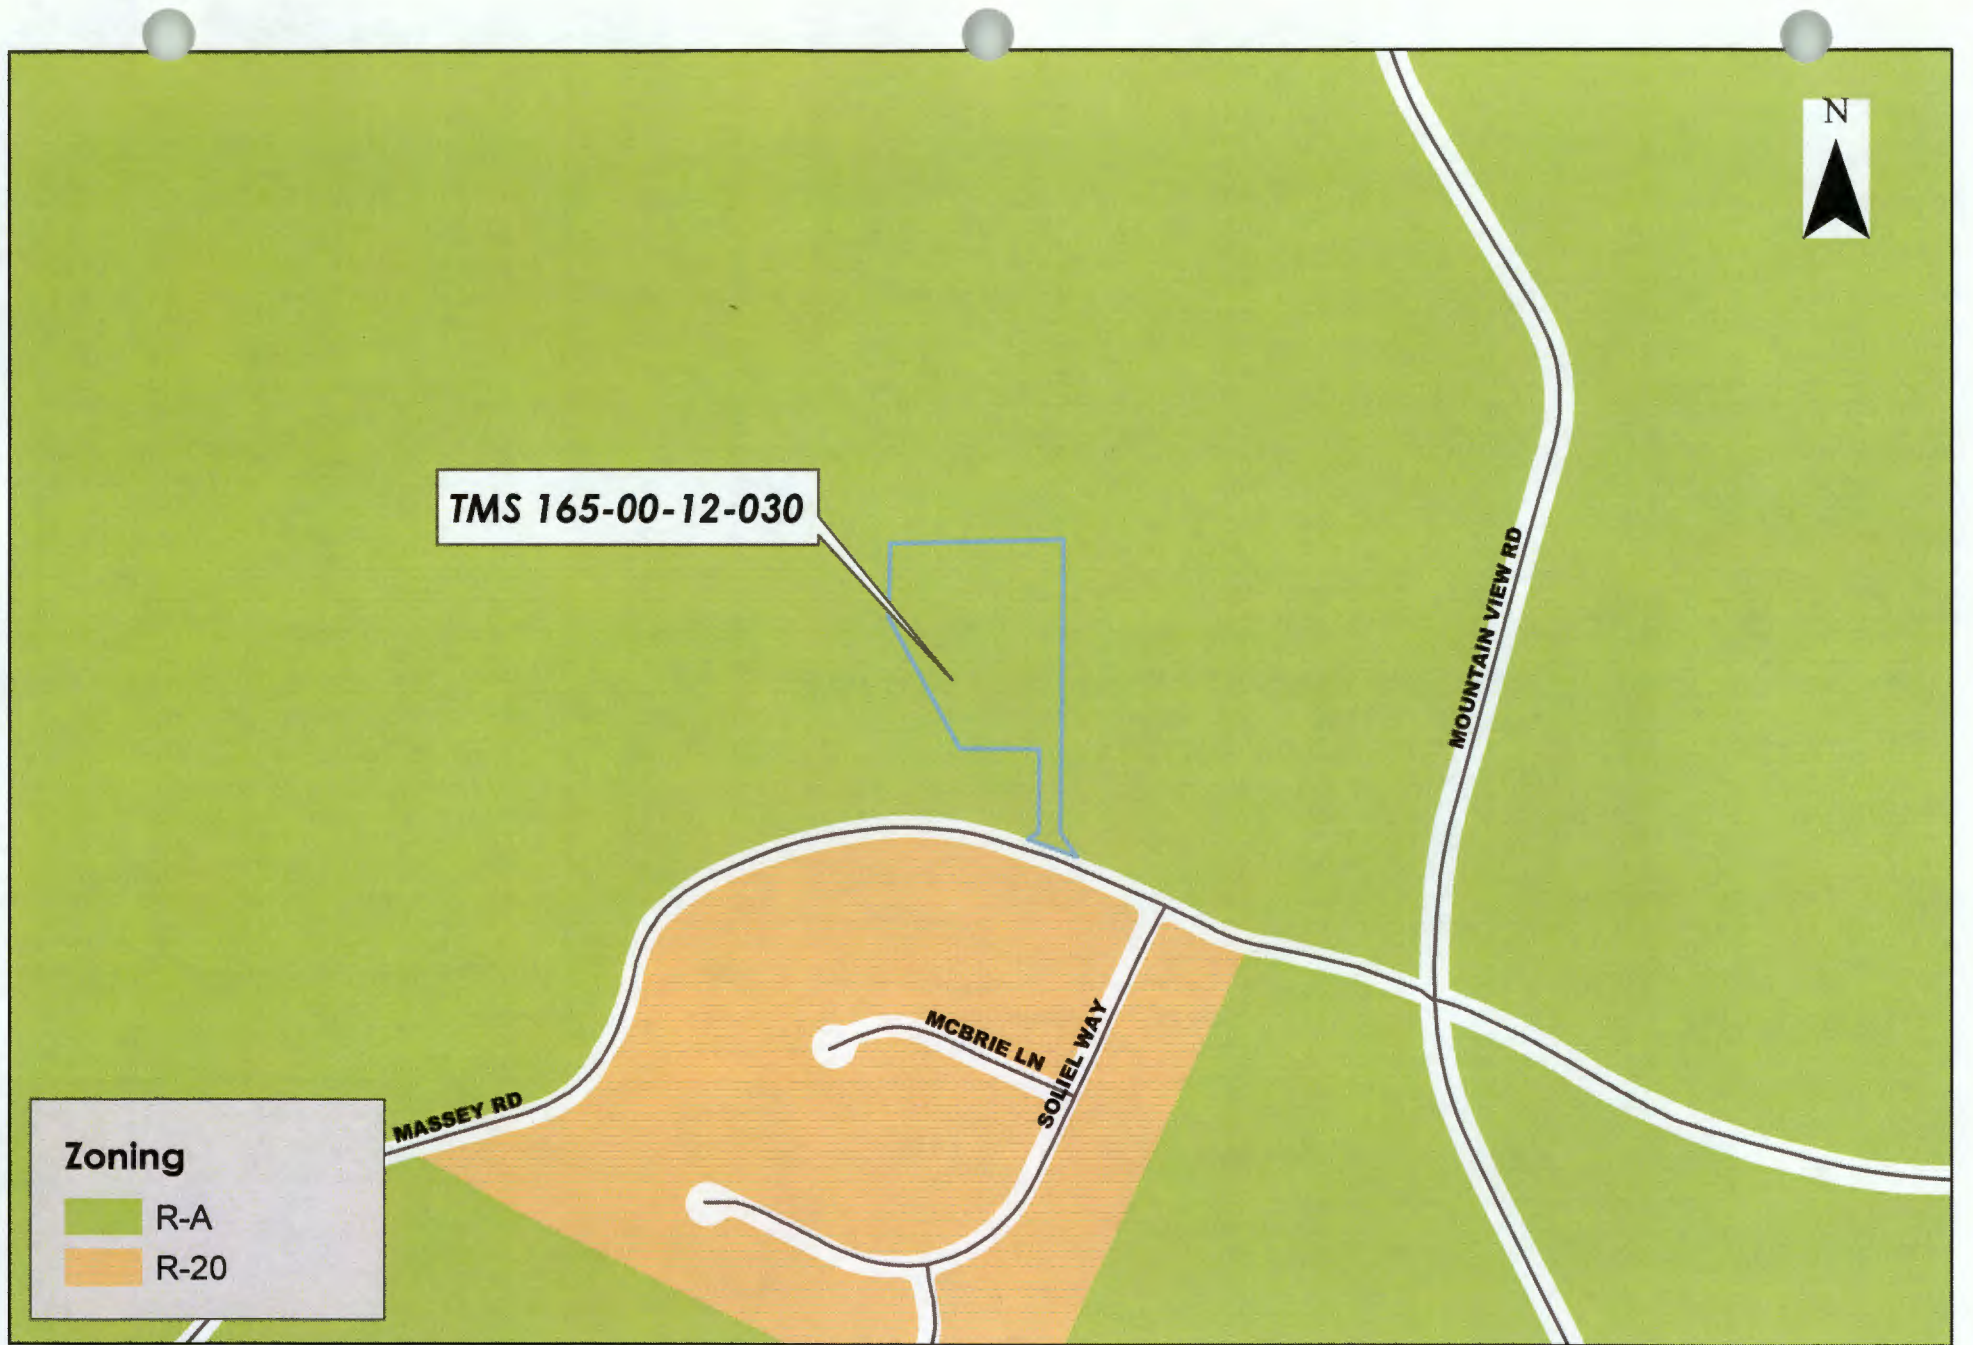 N
TMS 165-00-12-030
MOUNTAIN VIEW RD
MCBRIE LN
SOLIEL WAY
MASSEY RD
Zoning
R-A
R-20